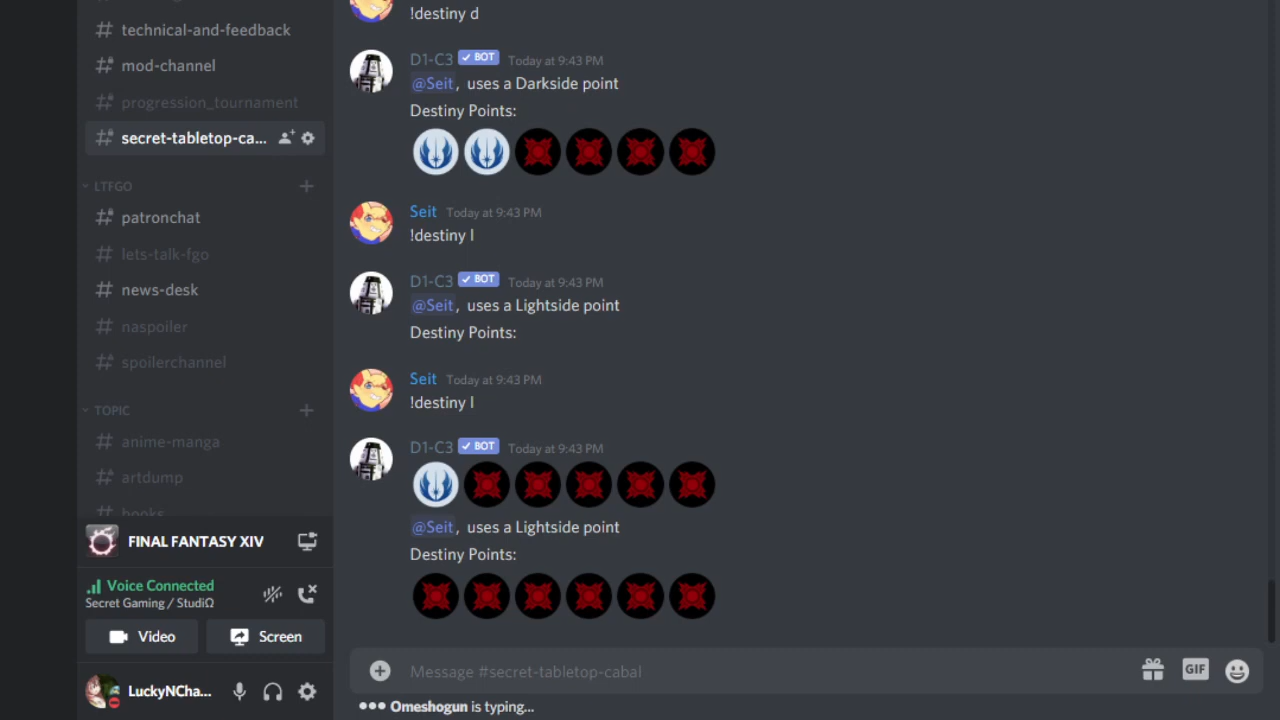 technical-and-feedback
mod-channel
progression_tournament
secret-tabletop-ca...
LTFGO
patronchat
lets-talk-fgo
news-desk
naspoiler
spoilerchannel
TOPIC
anime-manga
artdump
books
FINAL FANTASY XIV
Voice Connected
Secret Gaming / StudiΩ
Video
Screen
LuckyNCha...
!destiny d
D1-C3 BOT Today at 9:43 PM
@Seit, uses a Darkside point
Destiny Points:
Seit Today at 9:43 PM
!destiny l
D1-C3 BOT Today at 9:43 PM
@Seit, uses a Lightside point
Destiny Points:
Seit Today at 9:43 PM
!destiny l
D1-C3 BOT Today at 9:43 PM
@Seit, uses a Lightside point
Destiny Points:
Message #secret-tabletop-cabal
GIF
Omeshogun is typing...